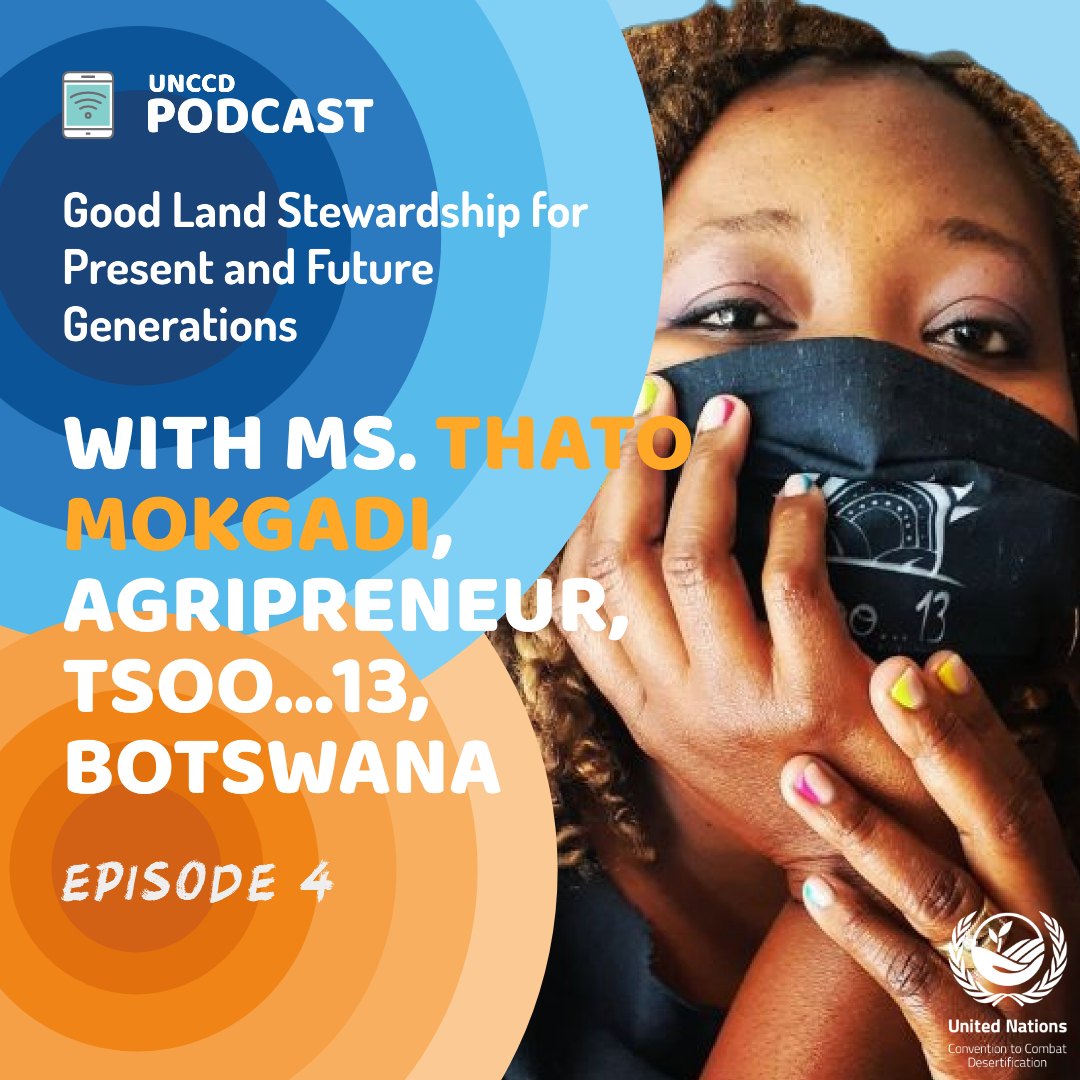 UNCCD
PODCAST
Good Land Stewardship for
Present and Future
Generations
WITH MS. THATO
MOKGADI,
AGRIPRENEUR,
TSOO...13,
BOTSWANA
EPISODE 4
O... 13
United Nations
Convention to Combat
Desertification